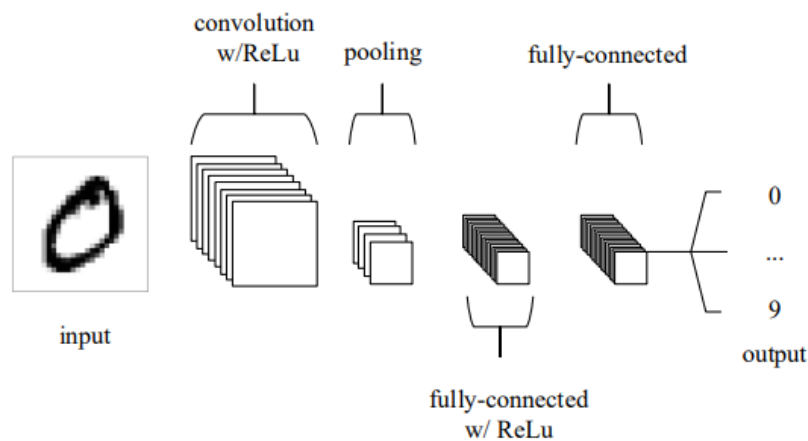 convolution
w/ReLu
pooling
fully-connected
input
0
...
9
output
fully-connected
w/ ReLu